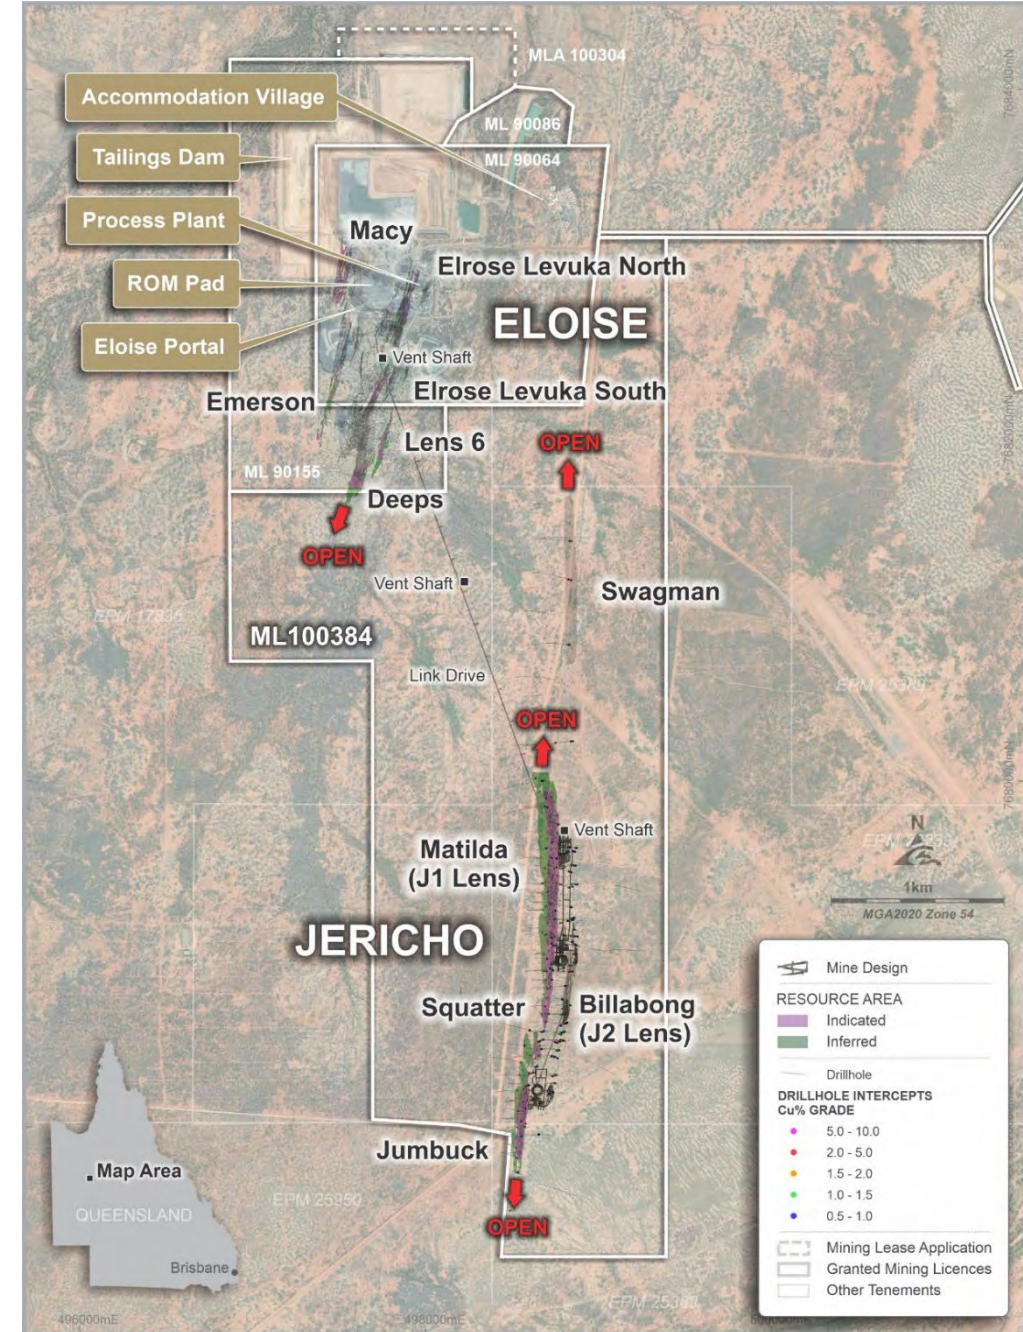 MLA 100304
Accommodation Village
ML 90086
Tailings Dam
ML 90064
Process Plant
Macy
Elrose Levuka North
ROM Pad
ELOISE
Eloise Portal
Vent Shaft
Elrose Levuka South
Emerson
Lens 6
OPEN
ML 90155
Deeps
OPEN
Vent Shaft
Swagman
ML100384
Link Drive
OPEN
Vent Shaft
Matilda
(J1 Lens)
N
1km
MGA2020 Zone 54
JERICHO
Squatter
Billabong
(J2 Lens)
Jumbuck
OPEN
Mine Design
RESOURCE AREA
Indicated
Inferred
Drillhole
DRILLHOLE INTERCEPTS
Cu% GRADE
5.0 - 10.0
2.0 - 5.0
1.5 - 2.0
1.0 - 1.5
0.5 - 1.0
Mining Lease Application
Granted Mining Licences
Other Tenements
Map Area
QUEENSLAND
Brisbane
EPM 25950
496000mE
498000mE